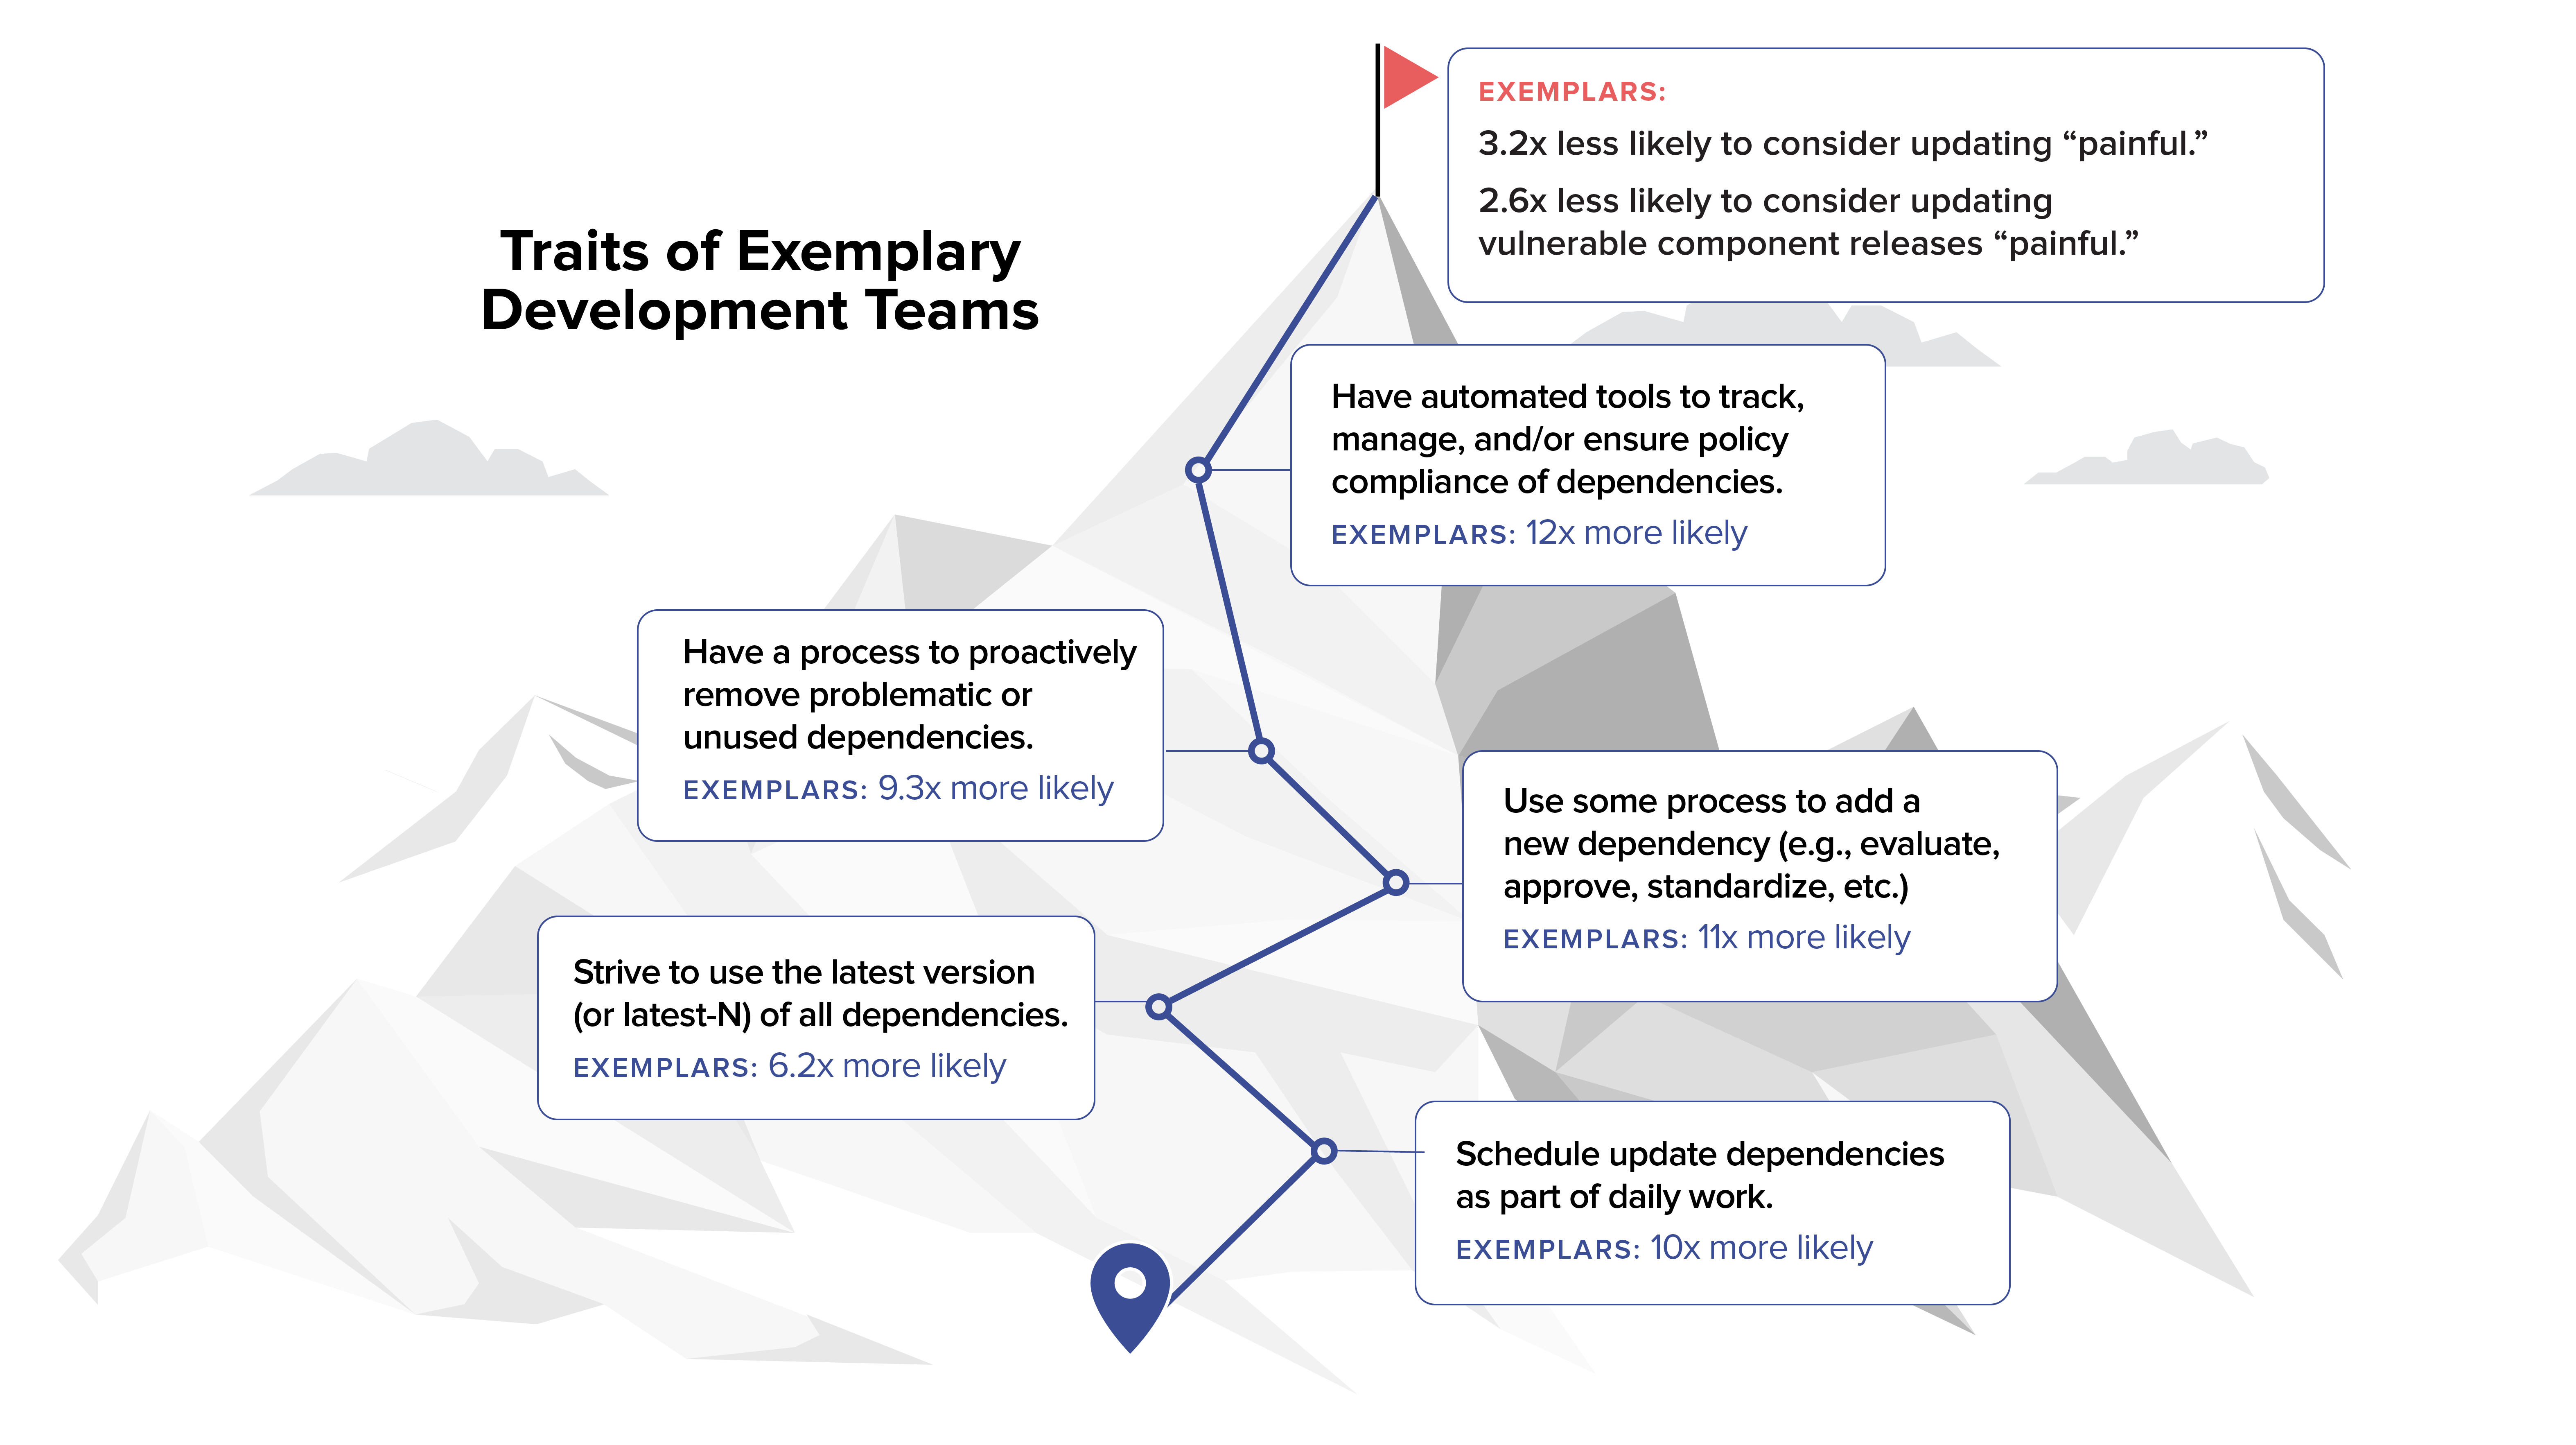 Traits of Exemplary
Development Teams
EXEMPLARS:
3.2x less likely to consider updating “painful.”
2.6x less likely to consider updating
vulnerable component releases “painful.”
Have automated tools to track,
manage, and/or ensure policy
compliance of dependencies.
EXEMPLARS: 12x more likely
Have a process to proactively
remove problematic or
unused dependencies.
EXEMPLARS: 9.3x more likely
Use some process to add a
new dependency (e.g., evaluate,
approve, standardize, etc.)
EXEMPLARS: 11x more likely
Strive to use the latest version
(or latest-N) of all dependencies.
EXEMPLARS: 6.2x more likely
Schedule update dependencies
as part of daily work.
EXEMPLARS: 10x more likely